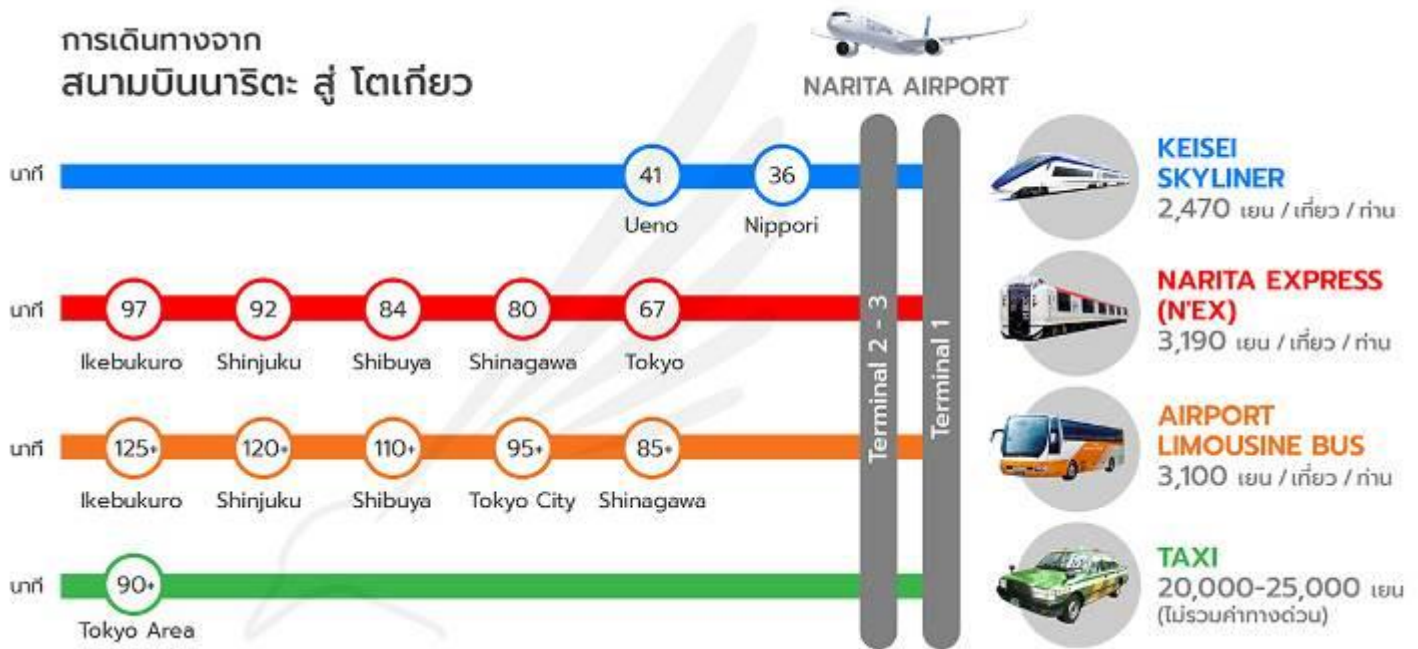 การเดินทางจาก
สนามบินนาริตะ สู่ โตเกียว
NARITA AIRPORT
นาที
41
36
Ueno
Nippori
KEISEI
SKYLINER
2,470 เยน / เที่ยว / ท่าน
นาที
97
92
84
80
67
Ikebukuro
Shinjuku
Shibuya
Shinagawa
Tokyo
NARITA EXPRESS
(N'EX)
3,190 เยน / เที่ยว / ท่าน
นาที
125+
120+
110+
95+
85+
Ikebukuro
Shinjuku
Shibuya
Tokyo City
Shinagawa
AIRPORT
LIMOUSINE BUS
3,100 เยน / เที่ยว / ท่าน
นาที
90+
Tokyo Area
TAXI
20,000-25,000 เยน
(ไม่รวมค่าทางด่วน)
Terminal 2 - 3
Terminal 1